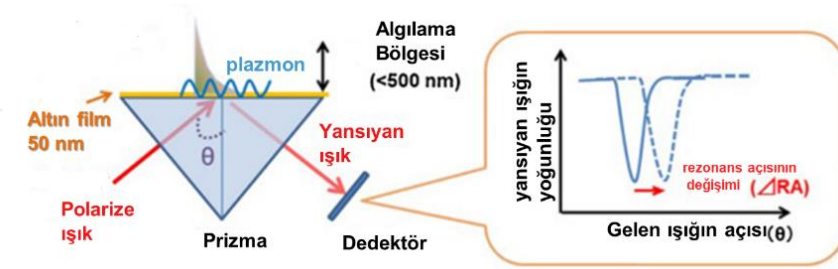 Algılama
Bölgesi
(<500 nm)
plazmon
Altın film
50 nm
θ
Yansıyan
ışık
Polarize
ışık
Prizma
Dedektör
yansıyan ışığın
yoğunluğu
rezonans açısının
değişimi (⊿RA)
Gelen ışığın açısı(θ)